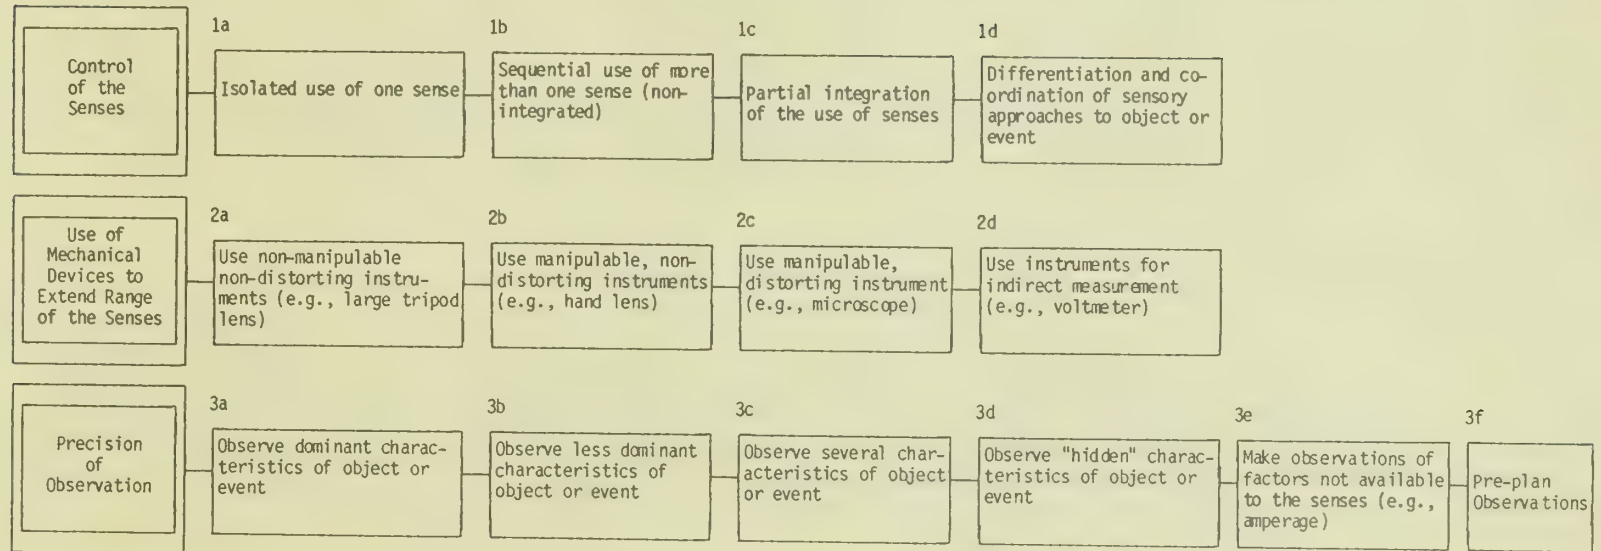 1a
1b
1c
1d
Control
of the
Senses
Isolated use of one sense
Sequential use of more
than one sense (non-
integrated)
Partial integration
of the use of senses
Differentiation and co-
ordination of sensory
approaches to object or
event
2a
2b
2c
2d
Use of
Mechanical
Devices to
Extend Range
of the Senses
Use non-manipulable
non-distorting instru-
ments (e.g., large tripod
lens)
Use manipulable, non-
distorting instruments
(e.g., hand lens)
Use manipulable,
distorting instrument
(e.g., microscope)
Use instruments for
indirect measurement
(e.g., voltmeter)
3a
3b
3c
3d
3e
3f
Precision
of
Observation
Observe dominant charac-
teristics of object or
event
Observe less dominant
characteristics of
object or event
Observe several char-
acteristics of object
or event
Observe "hidden" charac-
teristics of object or
event
Make observations of
factors not available
to the senses (e.g.,
amperage)
Pre-plan
Observations